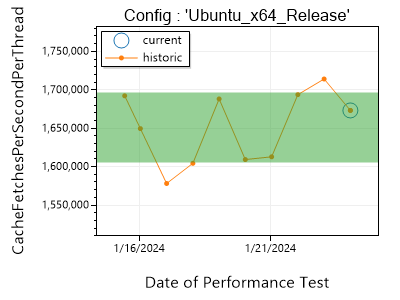 Config : 'Ubuntu_x64_Release'
CacheFetchesPerSecondPerThread
1,750,000
1,700,000
1,650,000
1,600,000
1,550,000
current
historic
1/16/2024
1/21/2024
Date of Performance Test